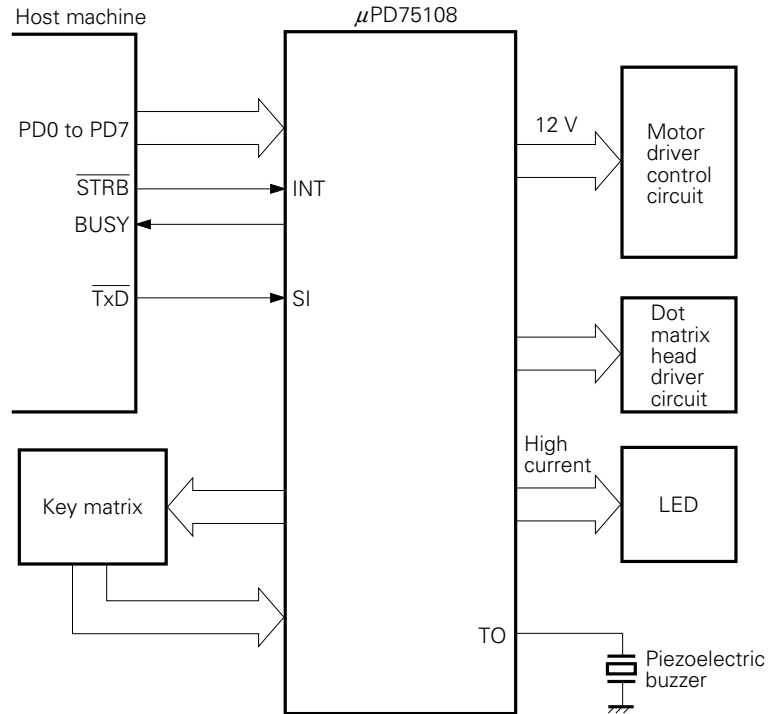 Host machine
μPD75108
PD0 to PD7
STRB
INT
BUSY
TxD
SI
Key matrix
12 V
Motor
driver
control
circuit
Dot
matrix
head
driver
circuit
High
current
LED
TO
Piezoelectric
buzzer